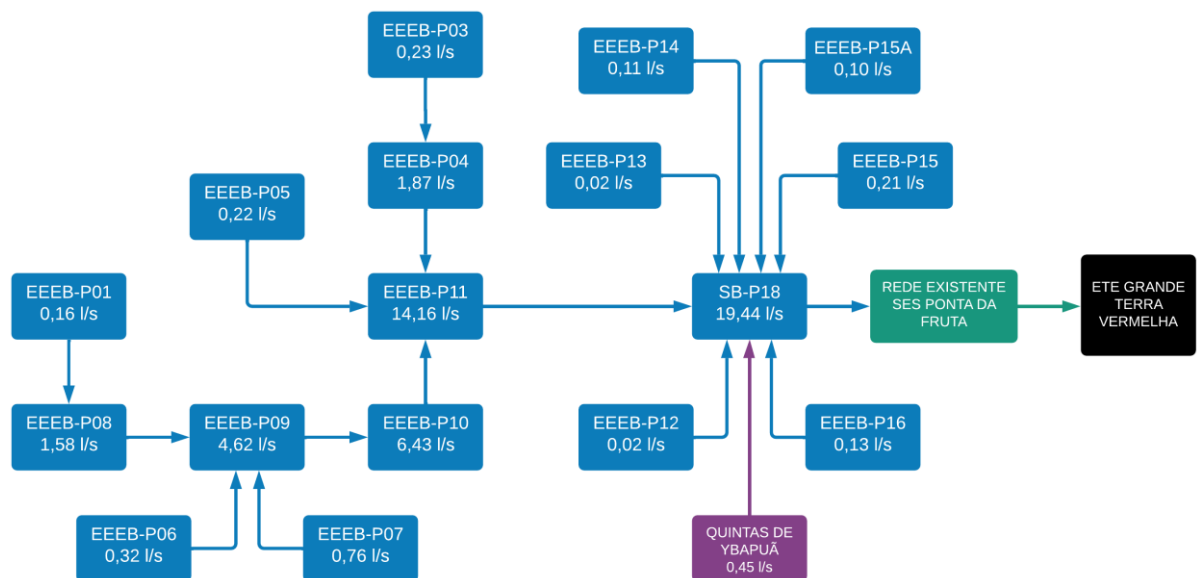 EEEB-P03
0,23 l/s
EEEB-P14
0,11 l/s
EEEB-P15A
0,10 l/s
EEEB-P04
1,87 l/s
EEEB-P13
0,02 l/s
EEEB-P15
0,21 l/s
EEEB-P05
0,22 l/s
EEEB-P01
0,16 l/s
EEEB-P11
14,16 l/s
SB-P18
19,44 l/s
REDE EXISTENTE
SES PONTA DA
FRUTA
ETE GRANDE
TERRA
VERMELHA
EEEB-P08
1,58 l/s
EEEB-P09
4,62 l/s
EEEB-P10
6,43 l/s
EEEB-P12
0,02 l/s
EEEB-P16
0,13 l/s
EEEB-P06
0,32 l/s
EEEB-P07
0,76 l/s
QUINTAS DE
YBAPUÃ
0,45 l/s